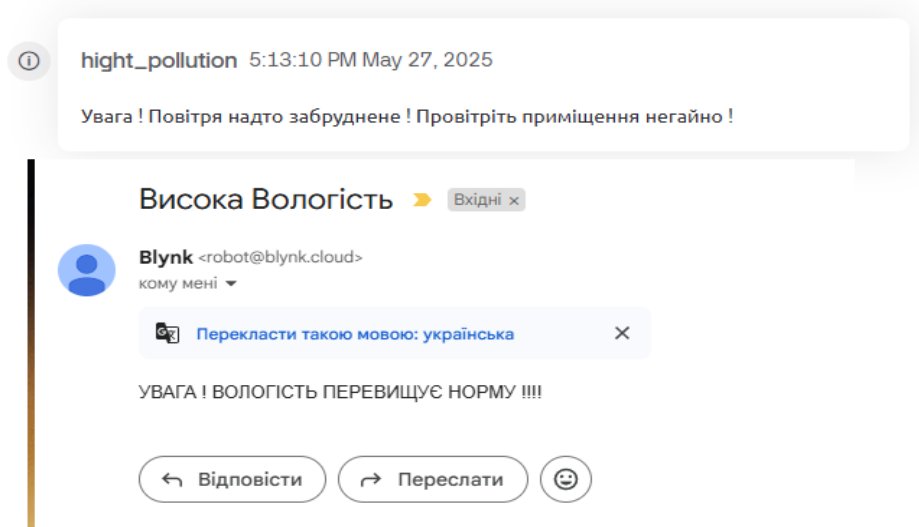 hight_pollution 5:13:10 PM May 27, 2025
Увага ! Повітря надто забруднене ! Провітріть приміщення негайно !
Висока Вологість Вхідні ×
Blynk <robot@blynk.cloud>
кому мені
Перекласти такою мовою: українська
УВАГА ! ВОЛОГІСТЬ ПЕРЕВИЩУЄ НОРМУ !!!!
Відповісти Переслати